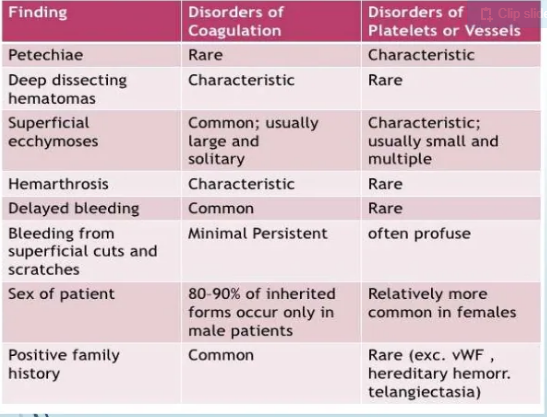 Finding
Disorders of
Coagulation
Disorders of
Platelets or Vessels
Clip slide
Petechiae
Rare
Characteristic
Deep dissecting
hematomas
Characteristic
Rare
Superficial
ecchymoses
Common; usually
large and
solitary
Characteristic;
usually small and
multiple
Hemarthrosis
Characteristic
Rare
Delayed bleeding
Common
Rare
Bleeding from
superficial cuts and
scratches
Minimal Persistent
often profuse
Sex of patient
80-90% of inherited
forms occur only in
male patients
Relatively more
common in females
Positive family
history
Common
Rare (exc. vWF ,
hereditary hemorr.
telangiectasia)